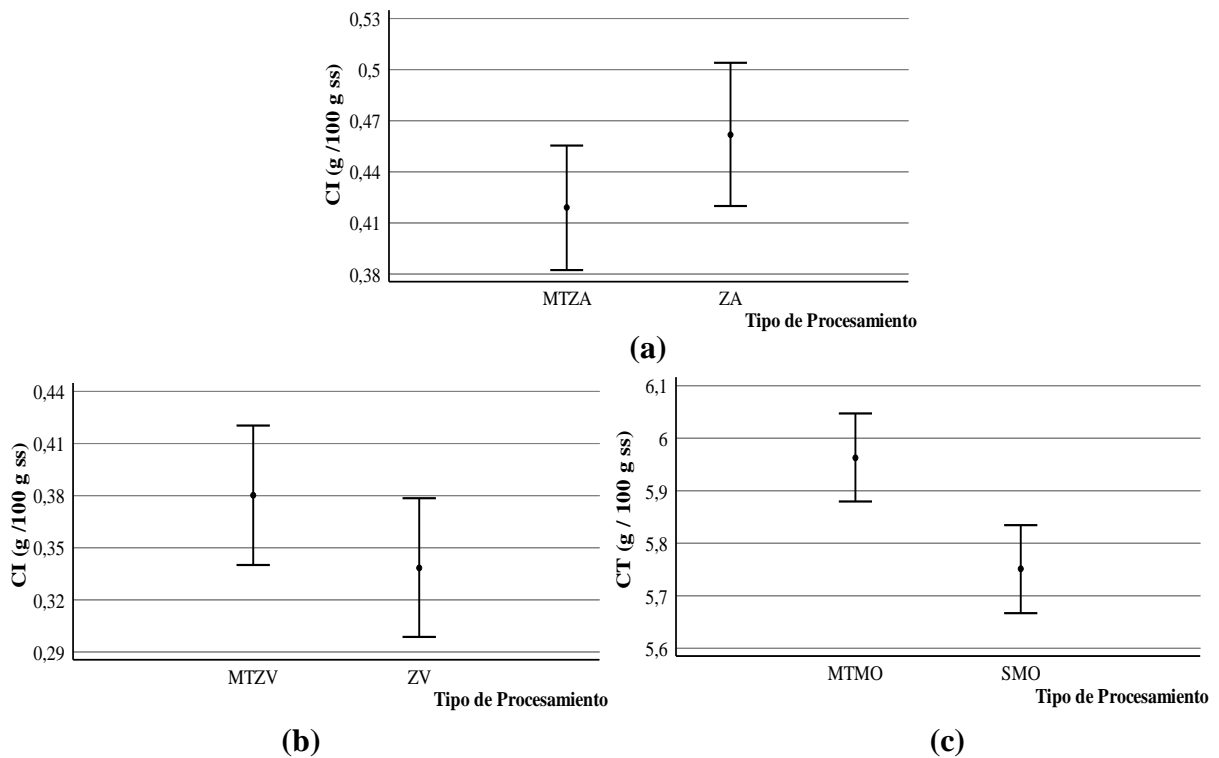 0,53
0,5
0,47
0,44
0,41
0,38
CI (g /100 g ss)
MTZA ZA
Tipo de Procesamiento
(a)
0,44
0,41
0,38
0,35
0,32
0,29
CI (g /100 g ss)
MTZV ZV
Tipo de Procesamiento
(b)
6,1
6
5,9
5,8
5,7
5,6
CT (g / 100 g ss)
MTMO SMO
Tipo de Procesamiento
(c)